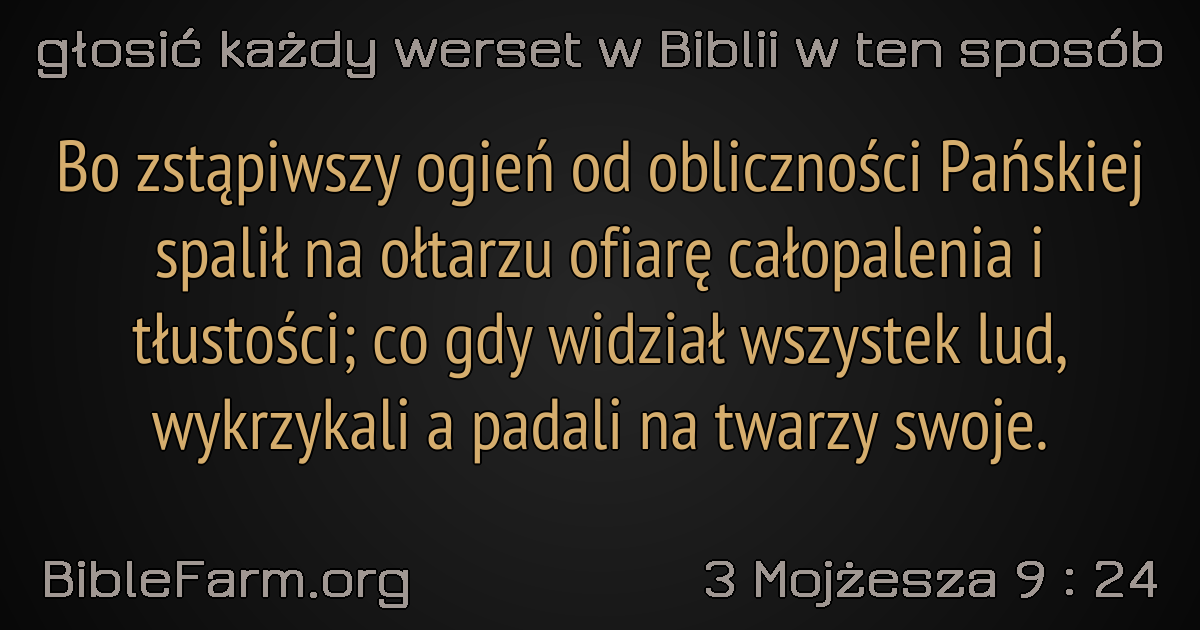 głosić każdy werset w Biblii w ten sposób
Bo zstąpiwszy ogień od obliczności Pańskiej
spalił na ołtarzu ofiarę całopalenia i
tłustości; co gdy widział wszystek lud,
wykrzykali a padali na twarzy swoje.
BibleFarm.org
3 Mojżesza 9 : 24